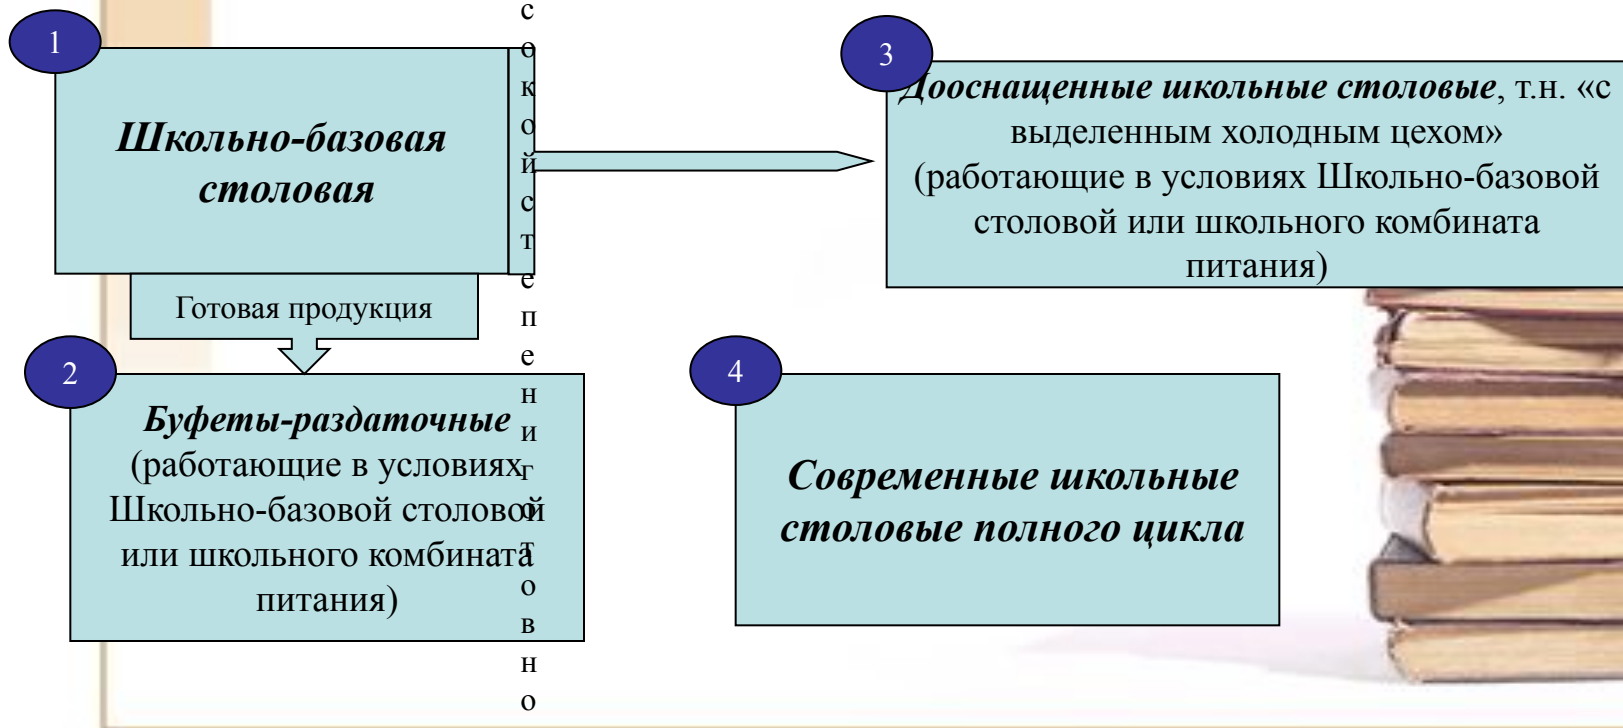 1
Школьно-базовая
столовая
Готовая продукция
с
о
к
о
й
с
т
е
п
е
н
и
г
о
т
о
в
н
о
2
Буфеты-раздаточные
(работающие в условиях
Школьно-базовой столовой
или школьного комбината
питания)
3
Дооснащенные школьные столовые, т.н. «с
выделенным холодным цехом»
(работающие в условиях Школьно-базовой
столовой или школьного комбината
питания)
4
Современные школьные
столовые полного цикла